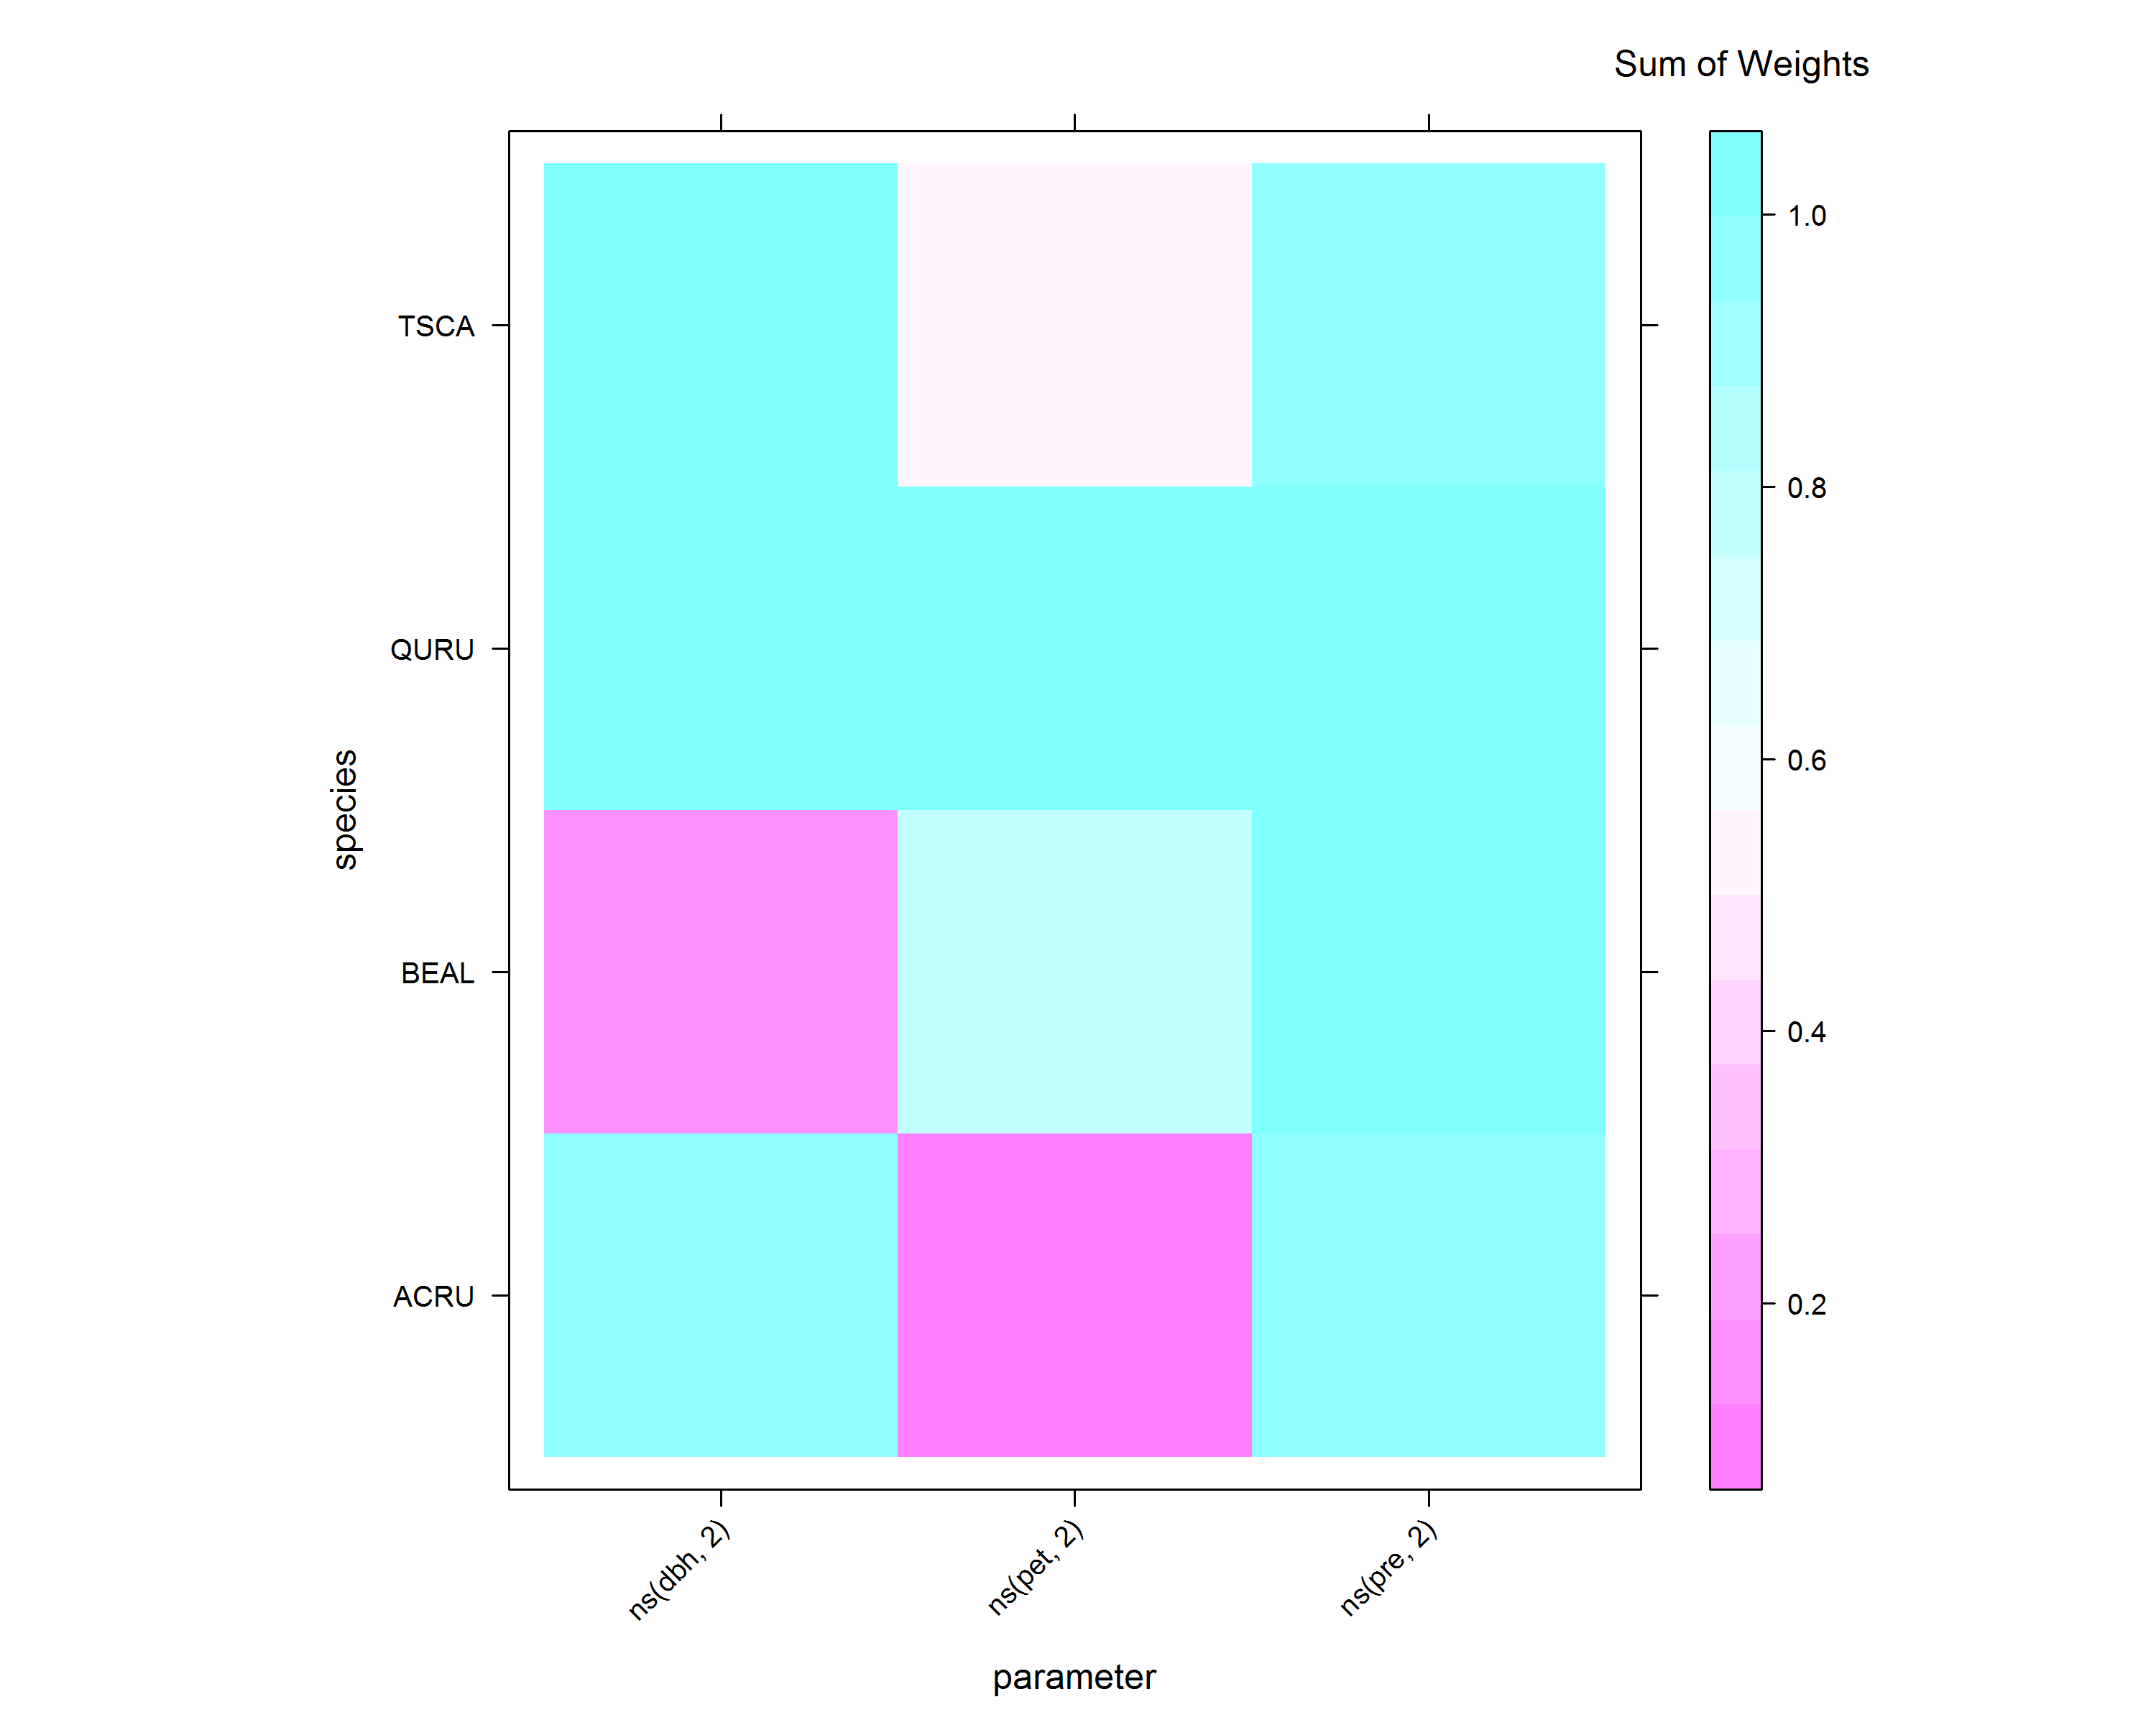 Sum of Weights
1.0
0.8
0.6
0.4
0.2
TSCA
QURU
BEAL
ACRU
species
ns(dbh, 2)
ns(pet, 2)
ns(pre, 2)
parameter